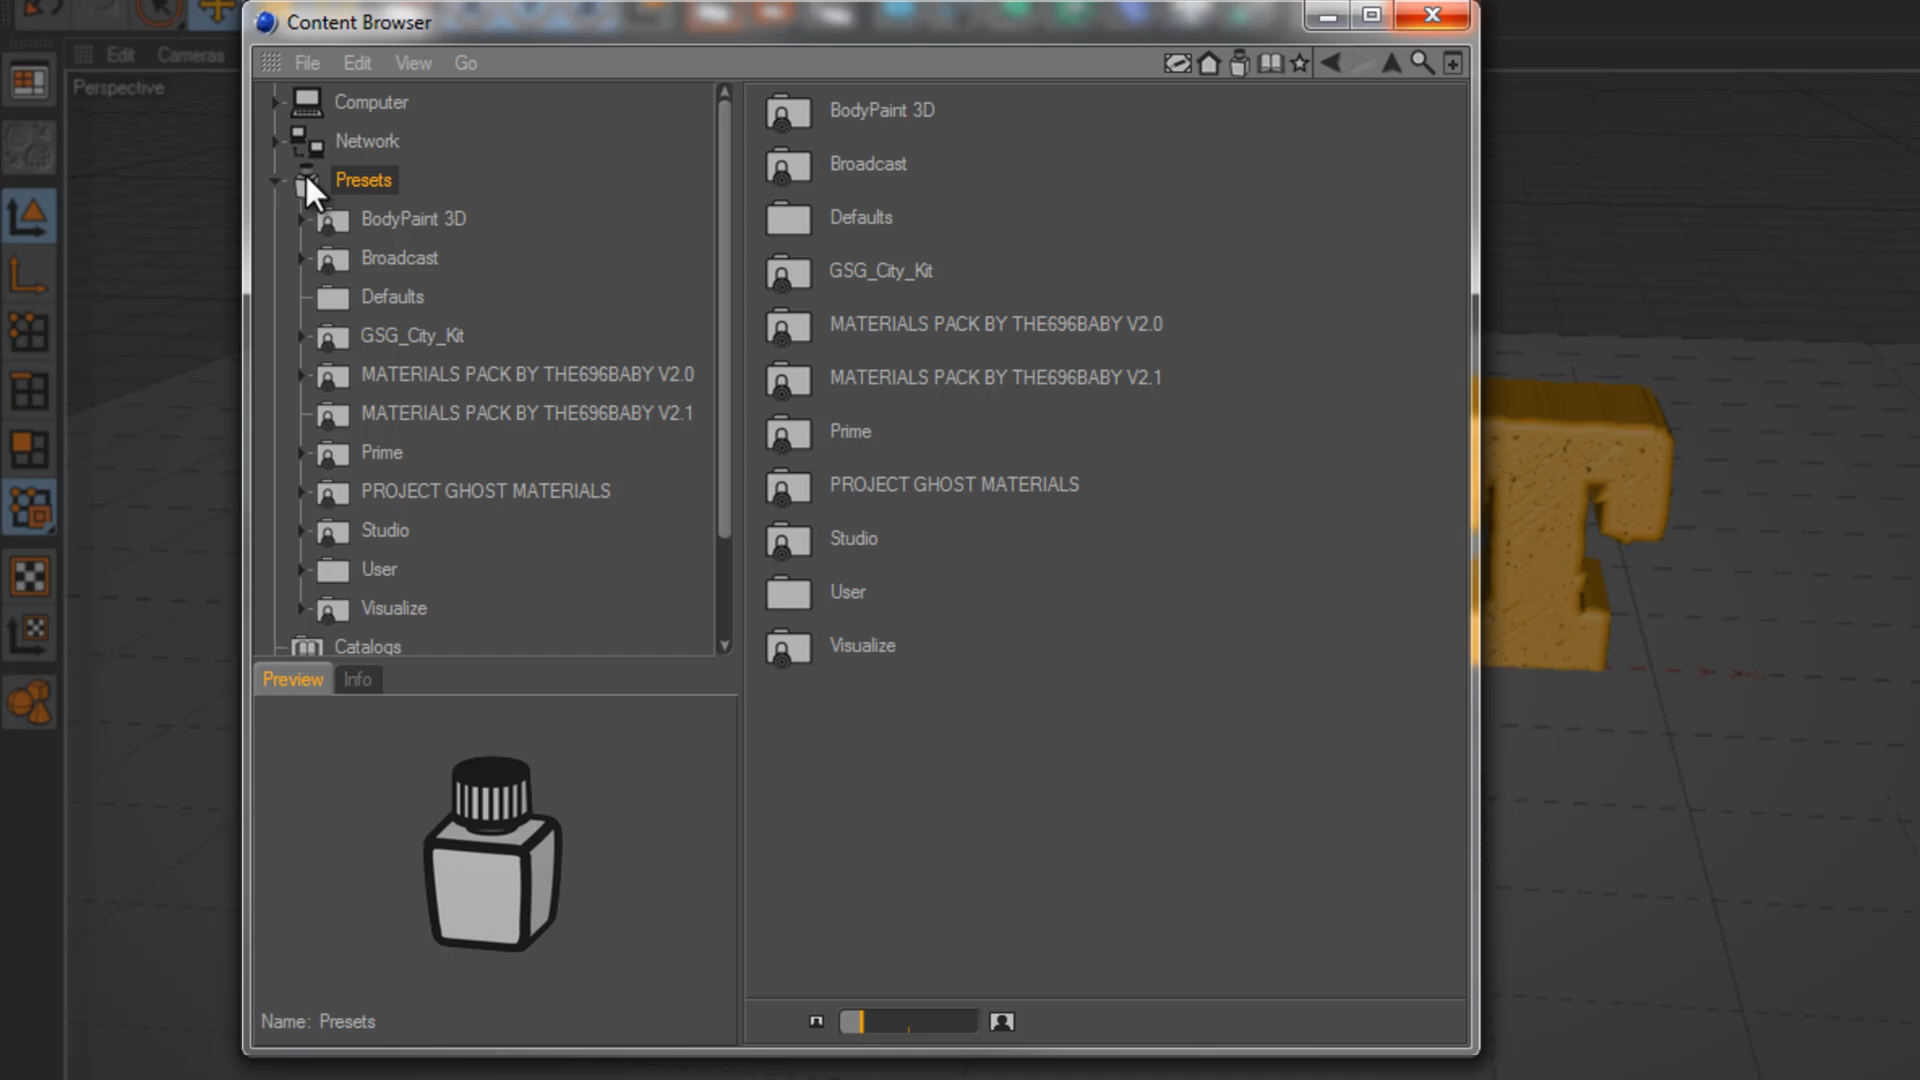 Content Browser
File Edit View Go
Edit Cameras
Perspective
Computer
Network
Presets
BodyPaint 3D
Broadcast
Defaults
GSG_City_Kit
MATERIALS PACK BY THE696BABY V2.0
MATERIALS PACK BY THE696BABY V2.1
Prime
PROJECT GHOST MATERIALS
Studio
User
Visualize
Catalogs
BodyPaint 3D
Broadcast
Defaults
GSG_City_Kit
MATERIALS PACK BY THE696BABY V2.0
MATERIALS PACK BY THE696BABY V2.1
Prime
PROJECT GHOST MATERIALS
Studio
User
Visualize
Preview Info
Name: Presets
T